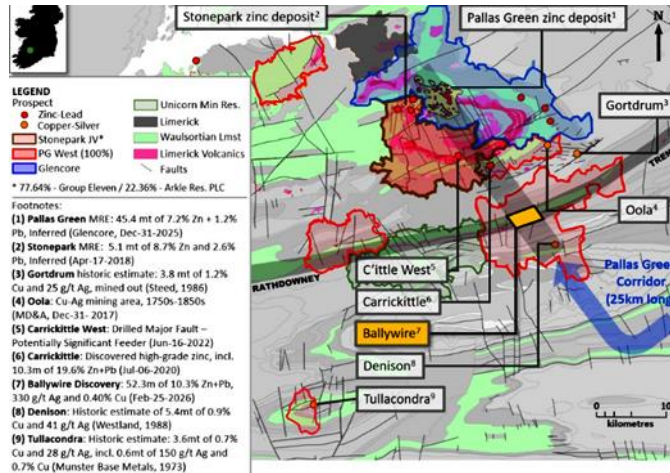 Stonepark zinc deposit²
Pallas Green zinc deposit¹
N
LEGEND
Prospect
Zinc-Lead
Copper-Silver
Stonepark JV*
PG West (100%)
Glencore
Unicorn Min Res.
Limerick
Waulsortian Lmst
Limerick Volcanics
Faults
* 77.64% - Group Eleven / 22.36% - Arkle Res. PLC
Footnotes:
(1) Pallas Green MRE: 45.4 mt of 7.2% Zn + 1.2%
Pb, Inferred (Glencore, Dec-31-2025)
(2) Stonepark MRE: 5.1 mt of 8.7% Zn and 2.6%
Pb, Inferred (Apr-17-2018)
(3) Gortdrum historic estimate: 3.8 mt of 1.2%
Cu and 25 g/t Ag, mined out (Steed, 1986)
(4) Oola: Cu-Ag mining area, 1750s-1850s
(MD&A, Dec-31- 2017)
(5) Carrickittle West: Drilled Major Fault –
Potentially Significant Feeder (Jun-16-2022)
(6) Carrickittle: Discovered high-grade zinc, incl.
10.3m of 19.6% Zn+Pb (Jul-06-2020)
(7) Ballywire Discovery: 52.3m of 10.3% Zn+Pb,
330 g/t Ag and 0.40% Cu (Feb-25-2026)
(8) Denison: Historic estimate of 5.4mt of 0.9%
Cu and 41 g/t Ag (Westland, 1988)
(9) Tullacondra: Historic estimate: 3.6mt of 0.7%
Cu and 28 g/t Ag, incl. 0.6mt of 150 g/t Ag and
0.7% Cu (Munster Base Metals, 1973)
Gortdrum³
Oola⁴
C'ittle West⁵
RATHDOWNEY
Carrickittle⁶
Ballywire⁷
Denison⁸
Tullacondra⁹
Pallas Green
Corridor
(25km long)
0
10
kilometres